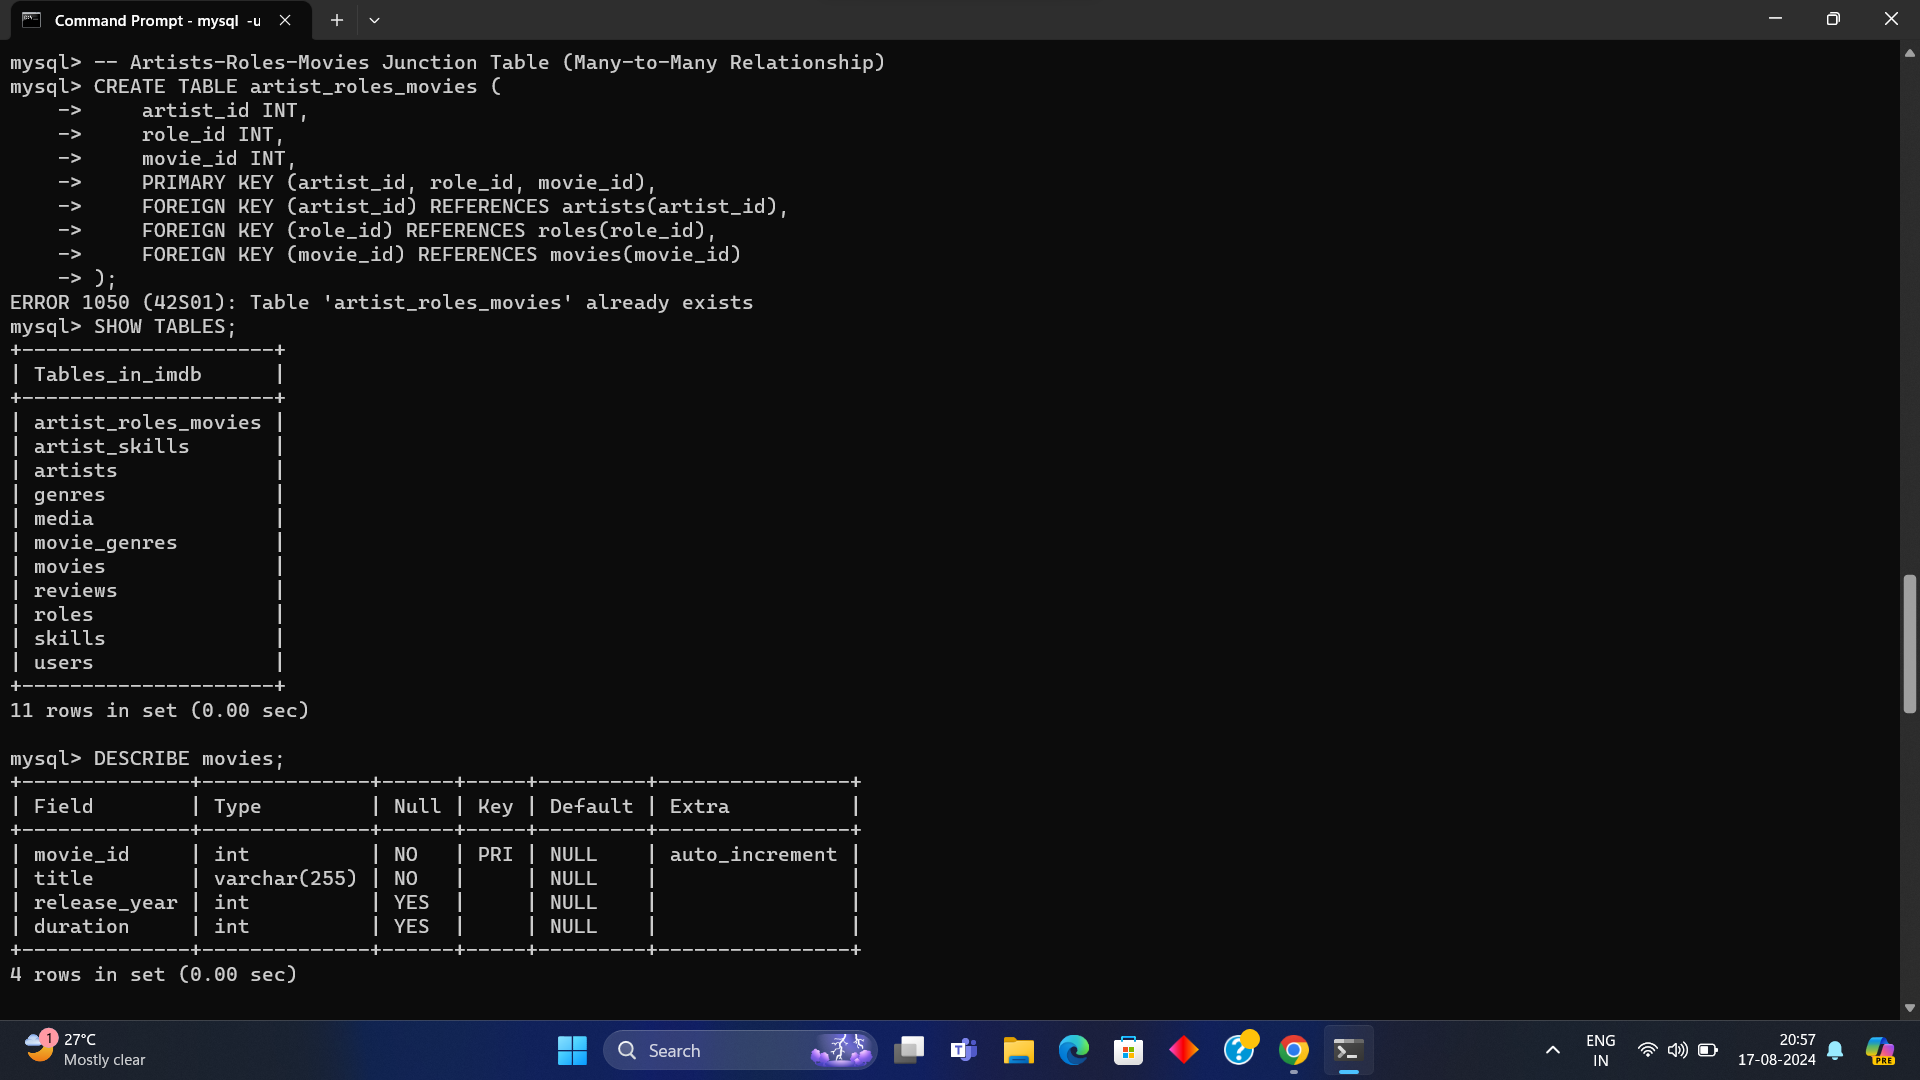 Command Prompt - mysql -u
mysql> -- Artists-Roles-Movies Junction Table (Many-to-Many Relationship)
mysql> CREATE TABLE artist_roles_movies (
    ->     artist_id INT,
    ->     role_id INT,
    ->     movie_id INT,
    ->     PRIMARY KEY (artist_id, role_id, movie_id),
    ->     FOREIGN KEY (artist_id) REFERENCES artists(artist_id),
    ->     FOREIGN KEY (role_id) REFERENCES roles(role_id),
    ->     FOREIGN KEY (movie_id) REFERENCES movies(movie_id)
    -> );
ERROR 1050 (42S01): Table 'artist_roles_movies' already exists
mysql> SHOW TABLES;
+---------------------+
| Tables_in_imdb      |
+---------------------+
| artist_roles_movies |
| artist_skills       |
| artists             |
| genres              |
| media               |
| movie_genres        |
| movies              |
| reviews             |
| roles               |
| skills              |
| users               |
+---------------------+
11 rows in set (0.00 sec)
mysql> DESCRIBE movies;
+--------------+--------------+------+-----+---------+----------------+
| Field        | Type         | Null | Key | Default | Extra          |
+--------------+--------------+------+-----+---------+----------------+
| movie_id     | int          | NO   | PRI | NULL    | auto_increment |
| title        | varchar(255) | NO   |     | NULL    |                |
| release_year | int          | YES  |     | NULL    |                |
| duration     | int          | YES  |     | NULL    |                |
+--------------+--------------+------+-----+---------+----------------+
4 rows in set (0.00 sec)
1
27°C
Mostly clear
Search
T
PRE
ENG
IN
20:57
17-08-2024